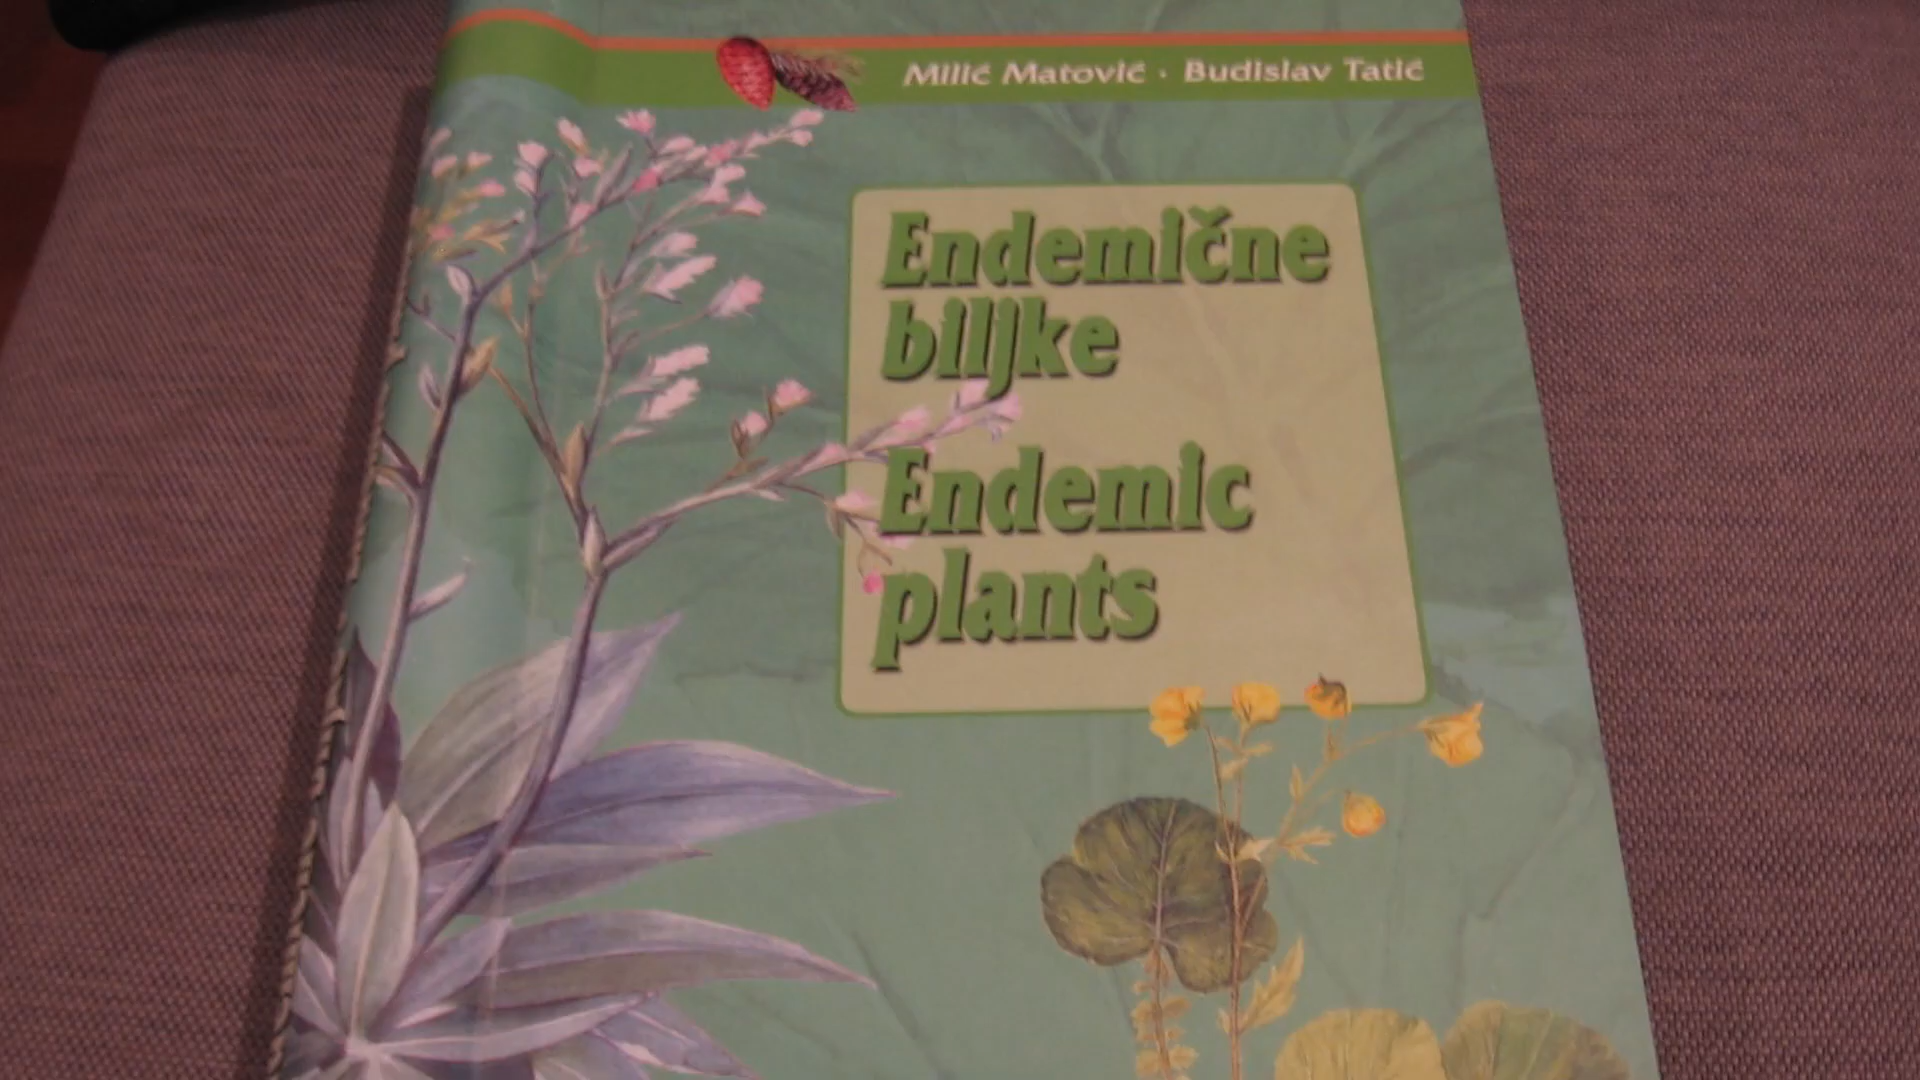 Milić Matović · Budislav Tatić
Endemične
biljke
Endemic
plants